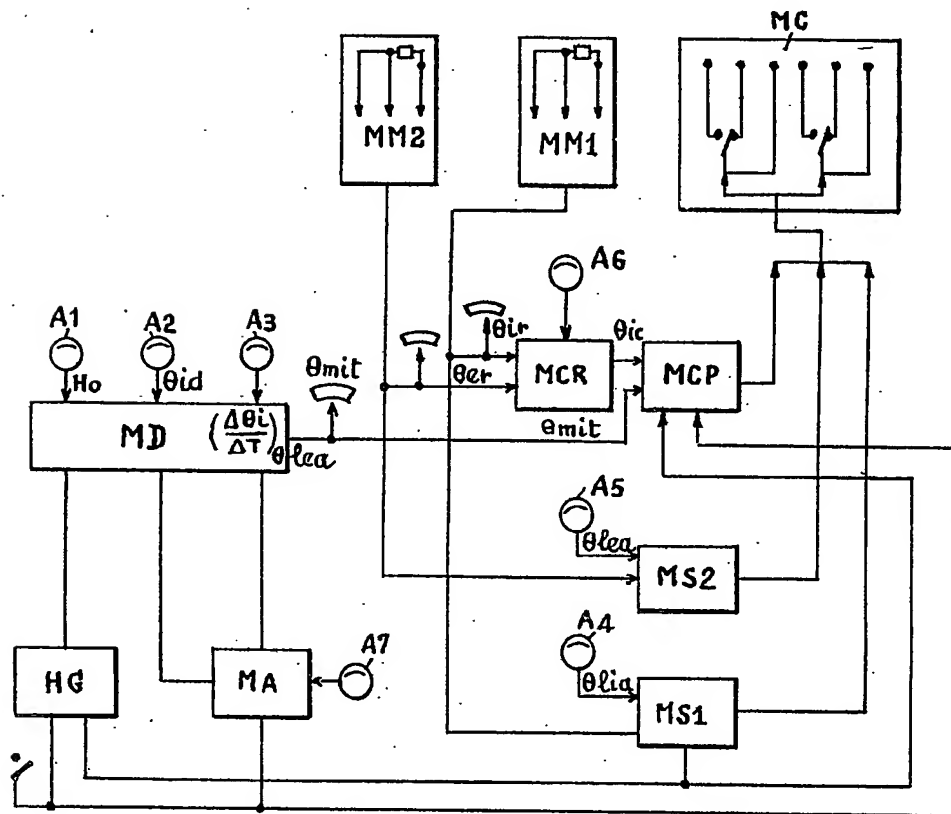 MC
MM2
MM1
A6
A1
A2
A3
θmit
θir
θic
Ho
θid
θer
MCR
MCP
MD
(Δθi/ΔT)
θlea
θmit
A5
θlea
MS2
A4
A7
HG
MA
θlia
MS1